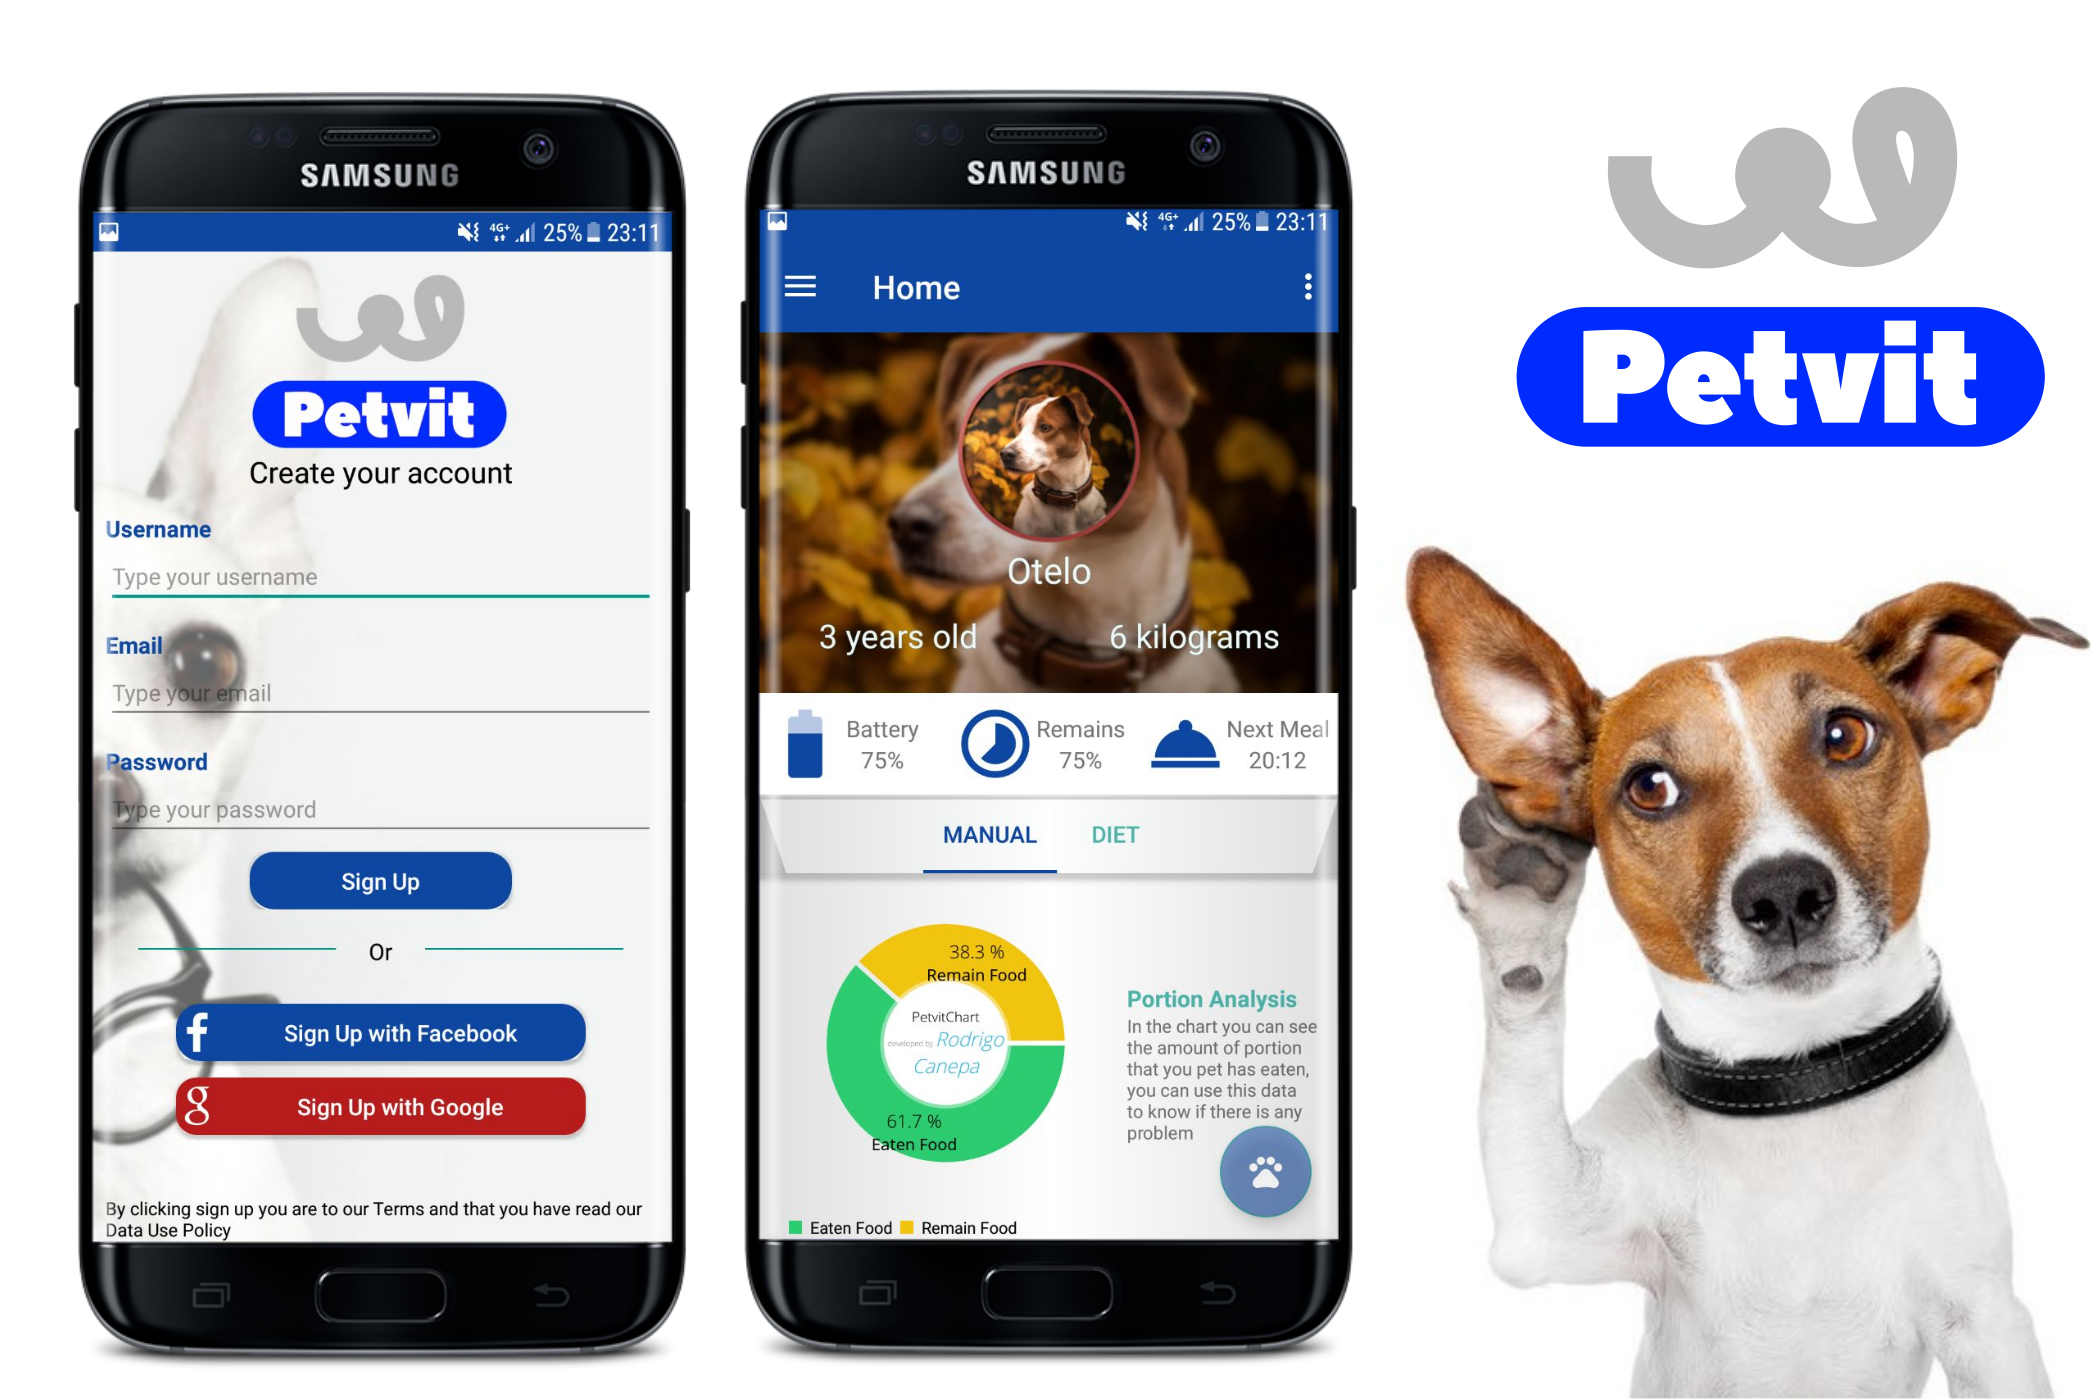 SAMSUNG
4G+ 25% 23:11
Petvit
Create your account
Username
Type your username
Email
Type your email
Password
Type your password
Sign Up
Or
f Sign Up with Facebook
g Sign Up with Google
By clicking sign up you are to our Terms and that you have read our
Data Use Policy
SAMSUNG
4G+ 25% 23:11
Home
Otelo
3 years old 6 kilograms
Battery
75%
Remains
75%
Next Meal
20:12
MANUAL DIET
38.3 %
Remain Food
PetvitChart
developed by Rodrigo
Canepa
61.7 %
Eaten Food
Portion Analysis
In the chart you can see
the amount of portion
that you pet has eaten,
you can use this data
to know if there is any
problem
Eaten Food Remain Food
Petvit